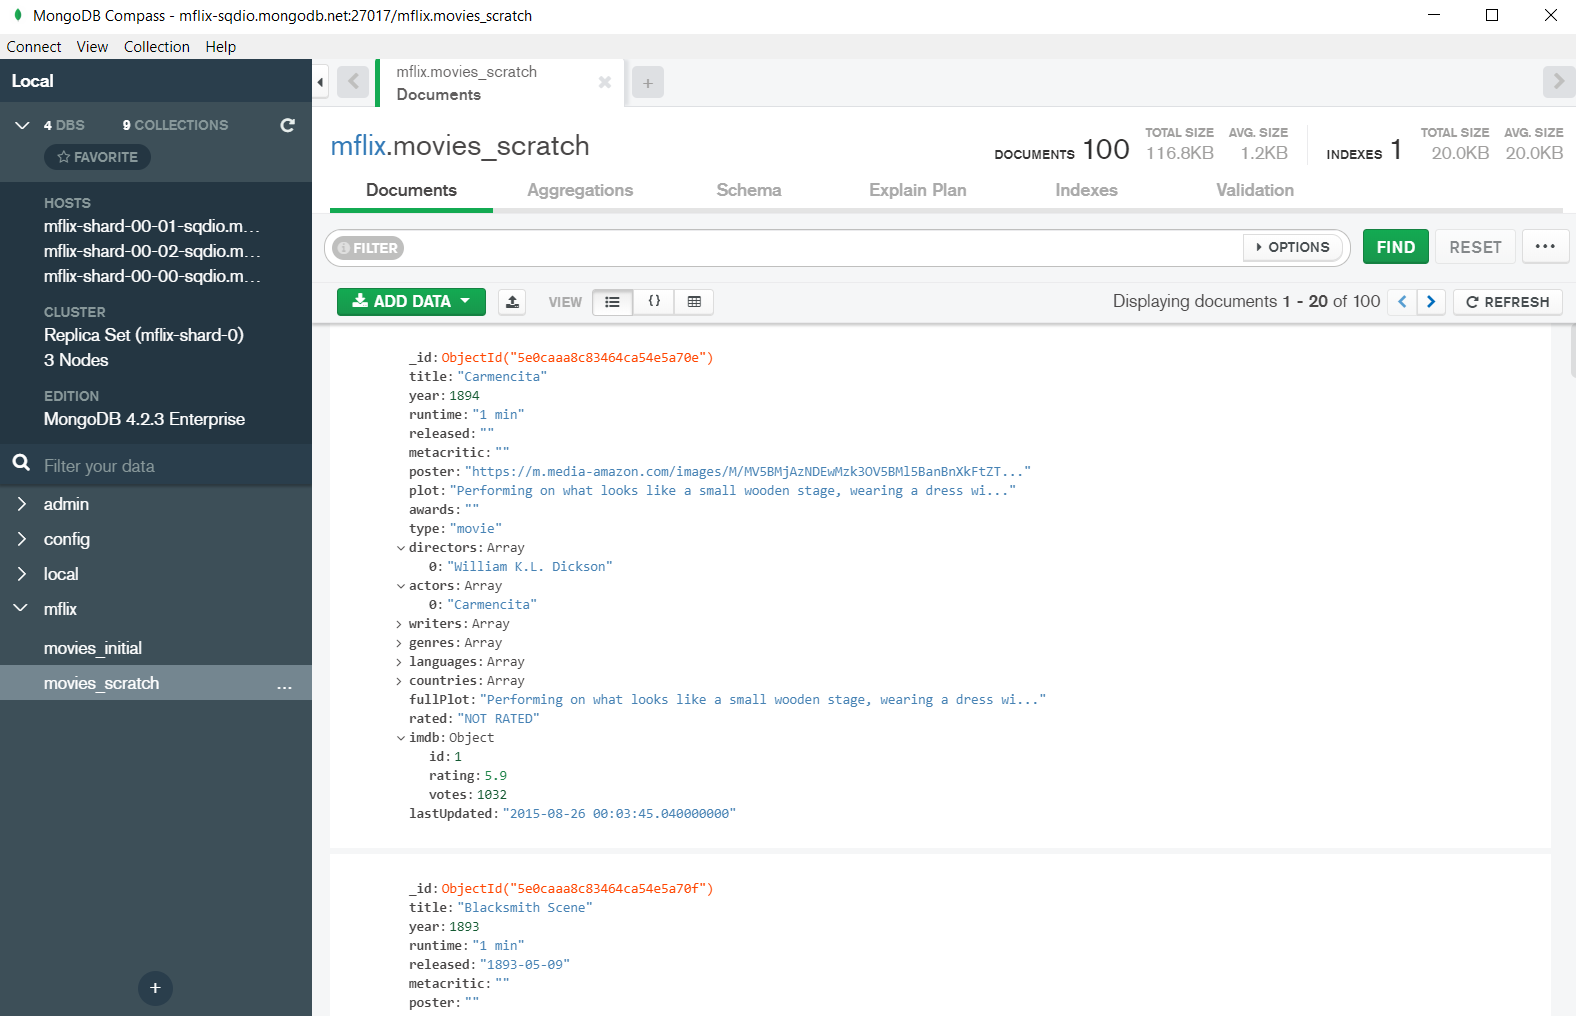 MongoDB Compass - mflix-sqdio.mongodb.net:27017/mflix.movies_scratch
Connect View Collection Help
Local
4 DBS 9 COLLECTIONS
FAVORITE
HOSTS
mflix-shard-00-01-sqdio.m...
mflix-shard-00-02-sqdio.m...
mflix-shard-00-00-sqdio.m...
CLUSTER
Replica Set (mflix-shard-0)
3 Nodes
EDITION
MongoDB 4.2.3 Enterprise
Filter your data
admin
config
local
mflix
movies_initial
movies_scratch ...
+
mflix.movies_scratch
Documents
+
mflix.movies_scratch
DOCUMENTS 100 TOTAL SIZE 116.8KB AVG. SIZE 1.2KB
INDEXES 1 TOTAL SIZE 20.0KB AVG. SIZE 20.0KB
Documents Aggregations Schema Explain Plan Indexes Validation
FILTER OPTIONS FIND RESET ...
ADD DATA VIEW {} Displaying documents 1 - 20 of 100 < > REFRESH
_id: ObjectId("5e0caaa8c83464ca54e5a70e")
title: "Carmencita"
year: 1894
runtime: "1 min"
released: ""
metacritic: ""
poster: "https://m.media-amazon.com/images/M/MV5BMjAzNDEwMzk3OV5BMl5BanBnXkFtZT..."
plot: "Performing on what looks like a small wooden stage, wearing a dress wi..."
awards: ""
type: "movie"
directors: Array
0: "William K.L. Dickson"
actors: Array
0: "Carmencita"
writers: Array
genres: Array
languages: Array
countries: Array
fullPlot: "Performing on what looks like a small wooden stage, wearing a dress wi..."
rated: "NOT RATED"
imdb: Object
id: 1
rating: 5.9
votes: 1032
lastUpdated: "2015-08-26 00:03:45.040000000"
_id: ObjectId("5e0caaa8c83464ca54e5a70f")
title: "Blacksmith Scene"
year: 1893
runtime: "1 min"
released: "1893-05-09"
metacritic: ""
poster: ""